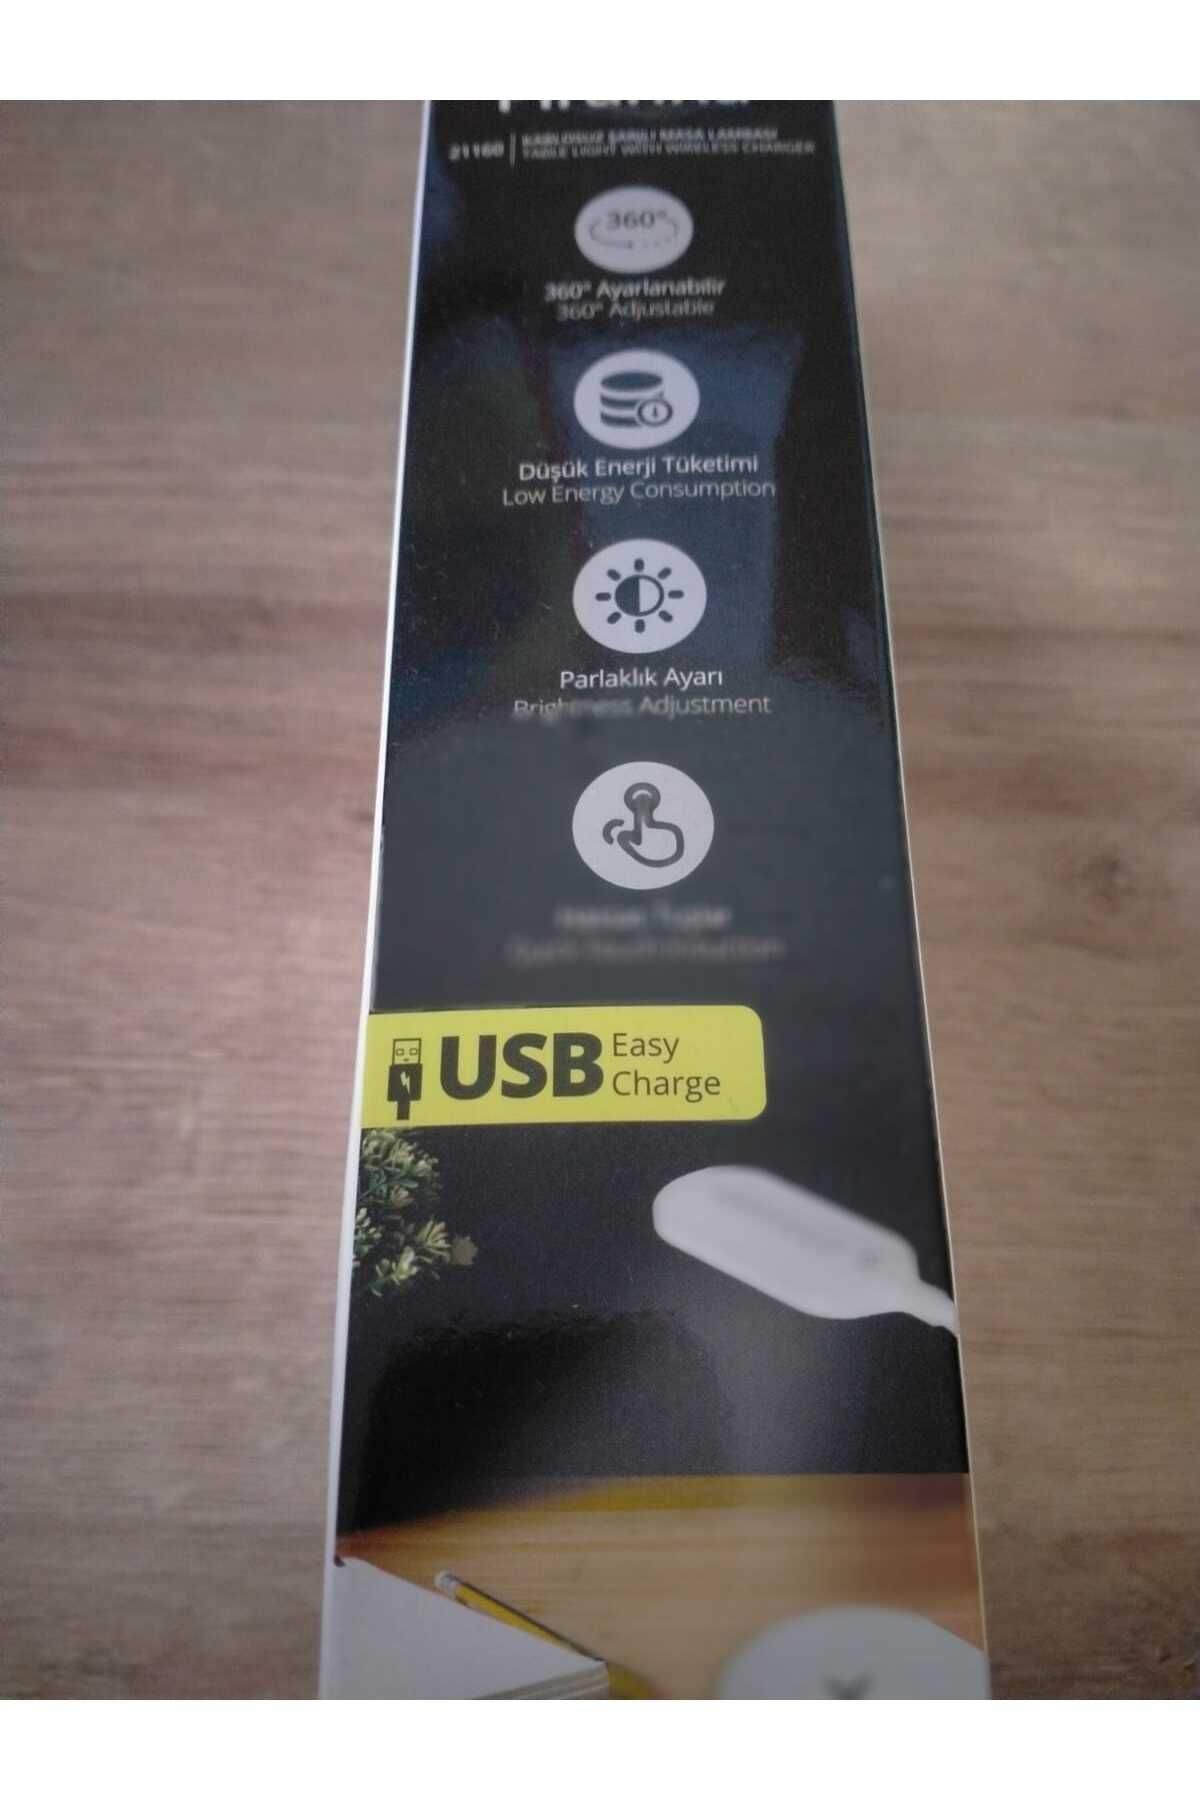 360°
360° Ayarlanabilir
360° Adjustable
Düşük Enerji Tüketimi
Low Energy Consumption
Parlaklık Ayarı
Brightness Adjustment
USB Easy
Charge
21160 | KABLOSUZ ŞARJLI MASA LAMBASI
TABLE LIGHT WITH WIRELESS CHARGER